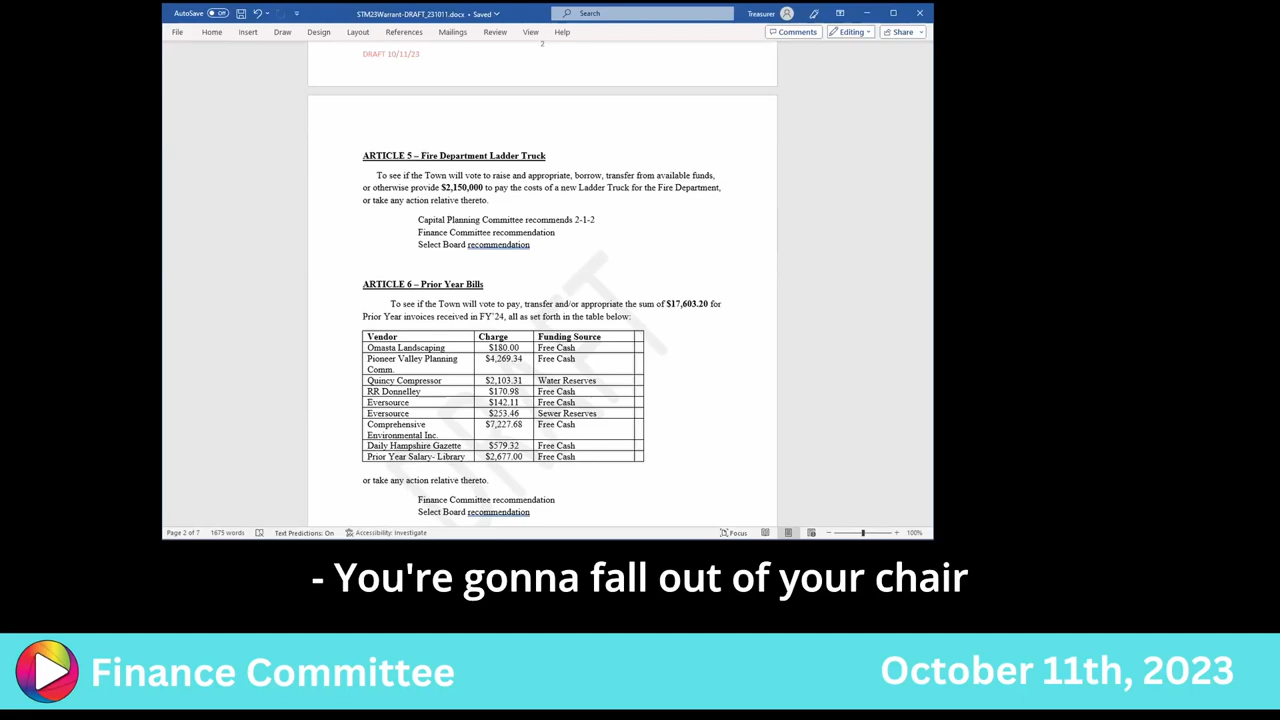 AutoSave Off STM23Warrant-DRAFT_231011.docx • Saved Search Treasurer
File Home Insert Draw Design Layout References Mailings Review View Help Comments Editing Share
2
DRAFT 10/11/23
ARTICLE 5 – Fire Department Ladder Truck
To see if the Town will vote to raise and appropriate, borrow, transfer from available funds,
or otherwise provide $2,150,000 to pay the costs of a new Ladder Truck for the Fire Department,
or take any action relative thereto.
Capital Planning Committee recommends 2-1-2
Finance Committee recommendation
Select Board recommendation
ARTICLE 6 – Prior Year Bills
To see if the Town will vote to pay, transfer and/or appropriate the sum of $17,603.20 for
Prior Year invoices received in FY'24, all as set forth in the table below:
Vendor Charge Funding Source
Omasta Landscaping $180.00 Free Cash
Pioneer Valley Planning $4,269.34 Free Cash
Comm.
Quincy Compressor $2,103.31 Water Reserves
RR Donnelley $170.98 Free Cash
Eversource $142.11 Free Cash
Eversource $253.46 Sewer Reserves
Comprehensive $7,227.68 Free Cash
Environmental Inc.
Daily Hampshire Gazette $579.32 Free Cash
Prior Year Salary- Library $2,677.00 Free Cash
or take any action relative thereto.
Finance Committee recommendation
Select Board recommendation
DRAFT
Page 2 of 7 1675 words Text Predictions: On Accessibility: Investigate Focus 100%
- You're gonna fall out of your chair
Finance Committee October 11th, 2023